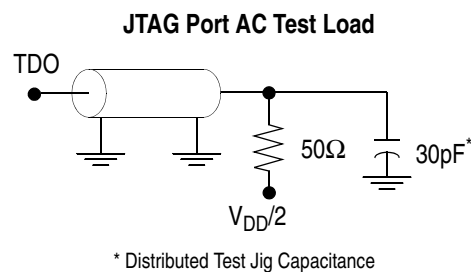 JTAG Port AC Test Load
TDO
50Ω
30pF*
VDD/2
* Distributed Test Jig Capacitance